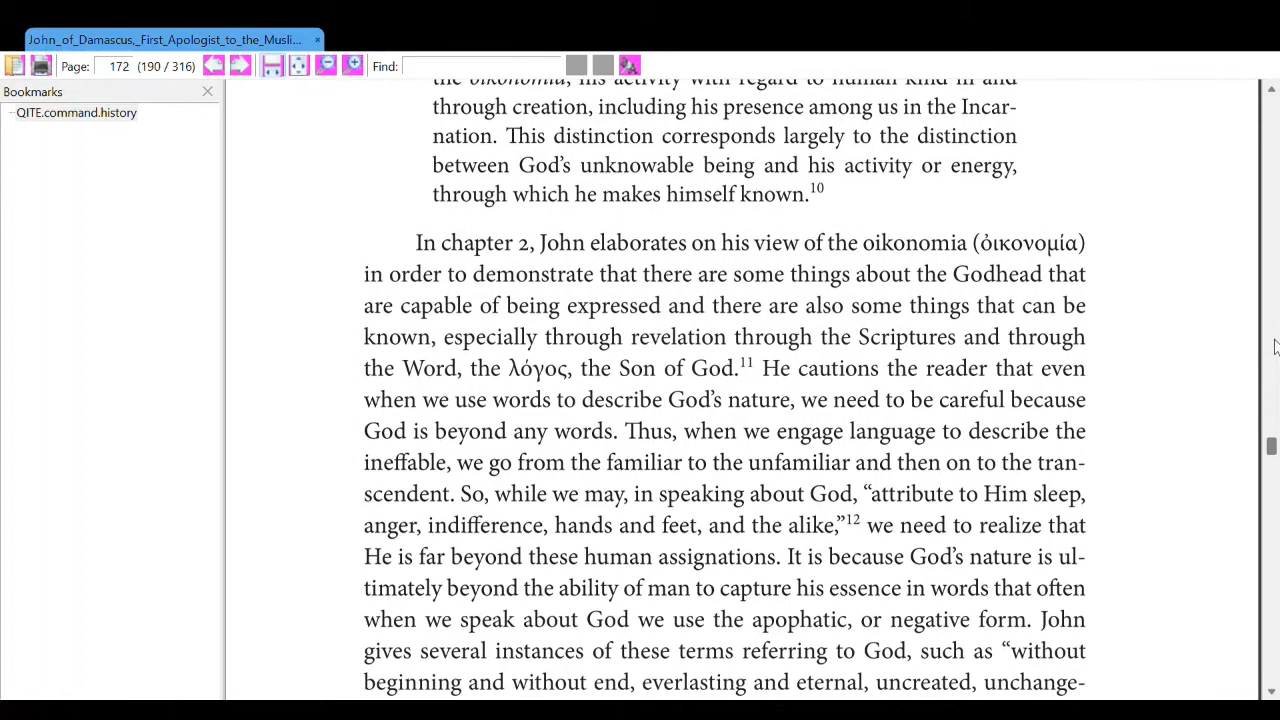 John_of_Damascus,_First_Apologist_to_the_Musli...
Page: 172 (190 / 316) Find:
Bookmarks
QITE.command.history
the oikonomia, his activity with regard to human kind in and
through creation, including his presence among us in the Incar-
nation. This distinction corresponds largely to the distinction
between God’s unknowable being and his activity or energy,
through which he makes himself known.10
In chapter 2, John elaborates on his view of the oikonomia (ὀικονομία)
in order to demonstrate that there are some things about the Godhead that
are capable of being expressed and there are also some things that can be
known, especially through revelation through the Scriptures and through
the Word, the λόγος, the Son of God.11 He cautions the reader that even
when we use words to describe God’s nature, we need to be careful because
God is beyond any words. Thus, when we engage language to describe the
ineffable, we go from the familiar to the unfamiliar and then on to the tran-
scendent. So, while we may, in speaking about God, “attribute to Him sleep,
anger, indifference, hands and feet, and the alike,”12 we need to realize that
He is far beyond these human assignations. It is because God’s nature is ul-
timately beyond the ability of man to capture his essence in words that often
when we speak about God we use the apophatic, or negative form. John
gives several instances of these terms referring to God, such as “without
beginning and without end, everlasting and eternal, uncreated, unchange-